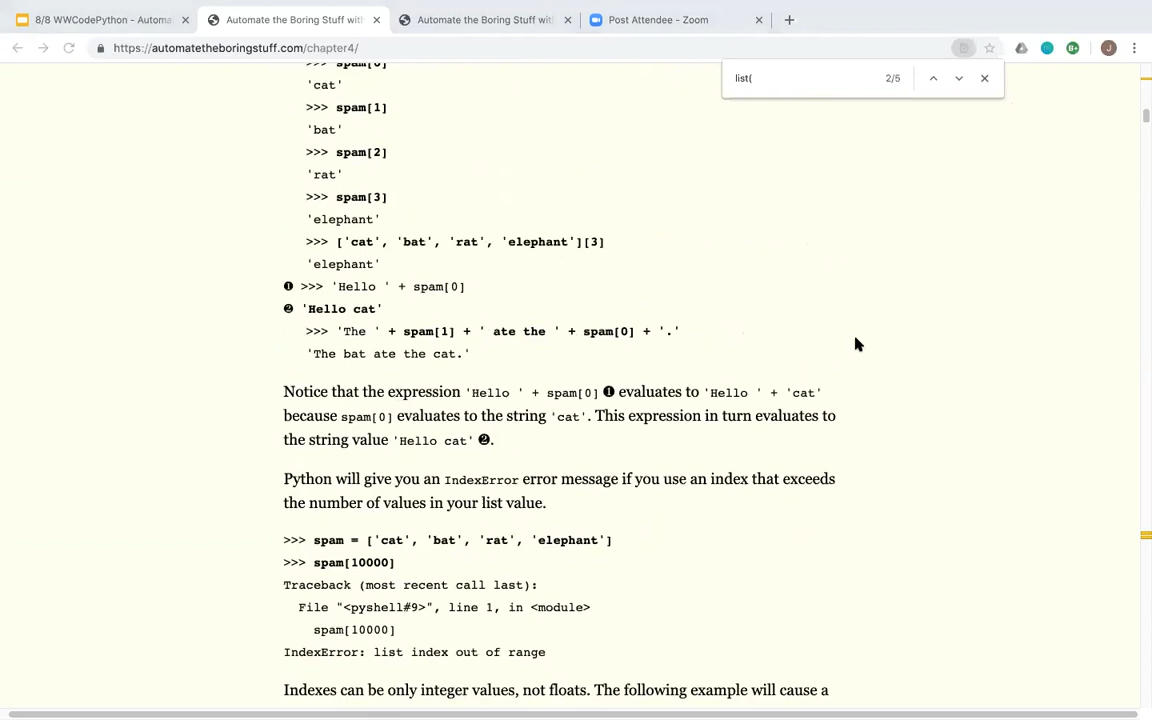 8/8 WWCodePython - Automa
Automate the Boring Stuff wit
Automate the Boring Stuff wit
Post Attendee - Zoom
https://automatetheboringstuff.com/chapter4/
J
list(
2/5
>>> spam[0]
'cat'
>>> spam[1]
'bat'
>>> spam[2]
'rat'
>>> spam[3]
'elephant'
>>> ['cat', 'bat', 'rat', 'elephant'][3]
'elephant'
❶ >>> 'Hello ' + spam[0]
❷ 'Hello cat'
>>> 'The ' + spam[1] + ' ate the ' + spam[0] + '.'
'The bat ate the cat.'
Notice that the expression 'Hello ' + spam[0] ❶ evaluates to 'Hello ' + 'cat'
because spam[0] evaluates to the string 'cat'. This expression in turn evaluates to
the string value 'Hello cat' ❷.
Python will give you an IndexError error message if you use an index that exceeds
the number of values in your list value.
>>> spam = ['cat', 'bat', 'rat', 'elephant']
>>> spam[10000]
Traceback (most recent call last):
File "<pyshell#9>", line 1, in <module>
spam[10000]
IndexError: list index out of range
Indexes can be only integer values, not floats. The following example will cause a